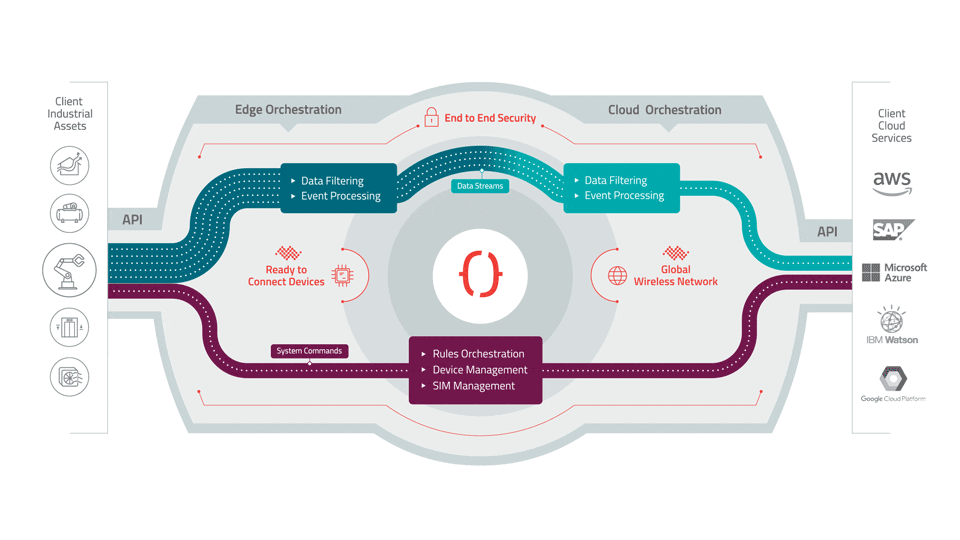 Client
Industrial
Assets
API
Edge Orchestration
End to End Security
Cloud Orchestration
Data Filtering
Event Processing
Data Streams
Data Filtering
Event Processing
Ready to
Connect Devices
Global
Wireless Network
System Commands
Rules Orchestration
Device Management
SIM Management
API
Client
Cloud
Services
aws
SAP
Microsoft
Azure
IBM Watson
Google Cloud Platform